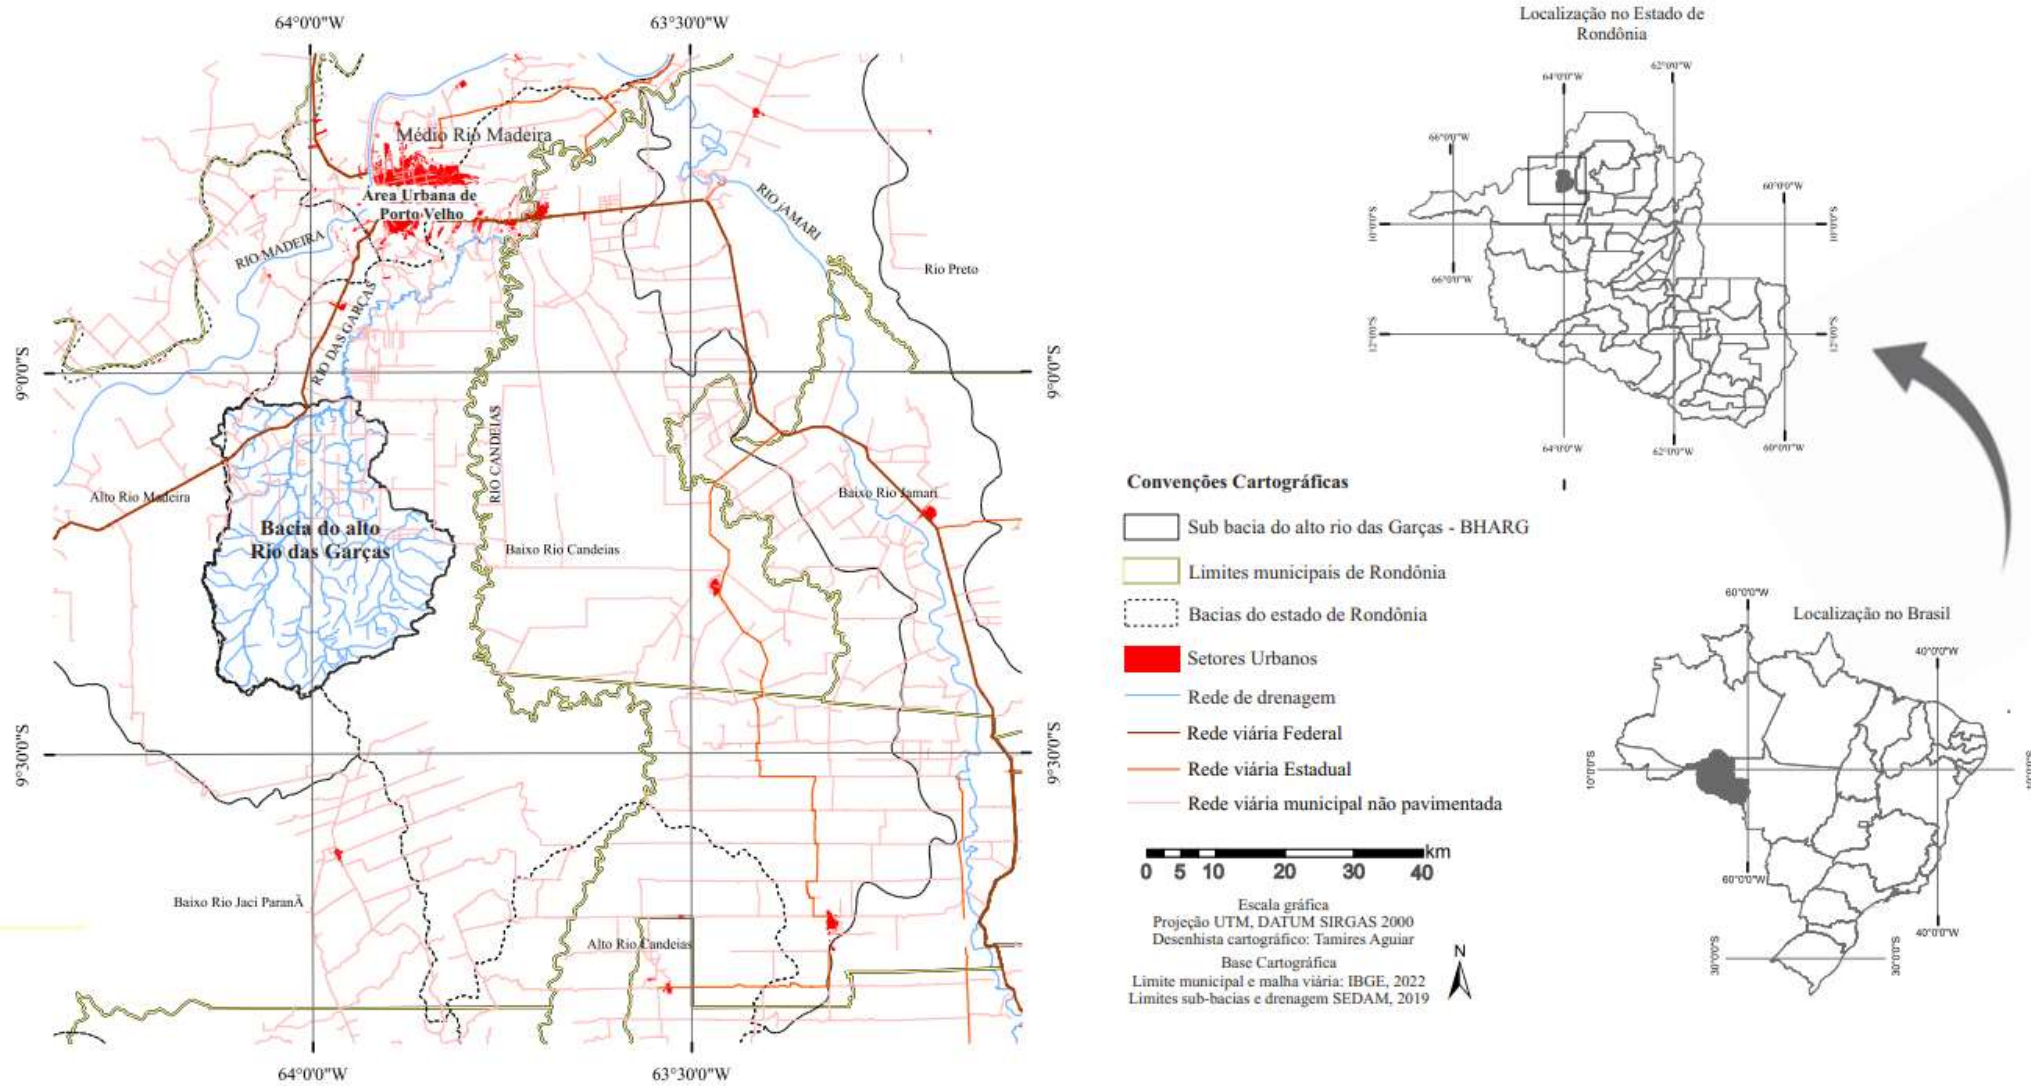 64°0'0"W
63°30'0"W
Médio Rio Madeira
Área Urbana de
Porto Velho
RIO MADEIRA
RIO DAS GARÇAS
RIO jAMARI
Rio Preto
9°0'0"S
9°0'0"S
RIO CANDEIAS
Alto Rio Madeira
Baixo Rio Jamari
Bacia do alto
Rio das Garças
Baixo Rio Candeias
9°30'0"S
9°30'0"S
Baixo Rio Jaci ParanÃ
Alto Rio Candeias
64°0'0"W
63°30'0"W
Localização no Estado de
Rondônia
62°0'0"W
64°0'0"W
66°0'0"W
60°0'0"W
10°0'0"S
10°0'0"S
66°0'0"W
12°0'0"S
12°0'0"S
64°0'0"W
62°0'0"W
60°0'0"W
Convenções Cartográficas
Sub bacia do alto rio das Garças - BHARG
Limites municipais de Rondônia
Bacias do estado de Rondônia
Setores Urbanos
Rede de drenagem
Rede viária Federal
Rede viária Estadual
Rede viária municipal não pavimentada
km
0 5 10 20 30 40
Escala gráfica
Projeção UTM, DATUM SIRGAS 2000
Desenhista cartográfico: Tamires Aguiar
Base Cartográfica
Limite municipal e malha viária: IBGE, 2022
Limites sub-bacias e drenagem SEDAM, 2019
N
60°0'0"W
Localização no Brasil
40°0'0"W
10°0'0"S
60°0'0"W
40°0'0"W
30°0'0"S
30°0'0"S